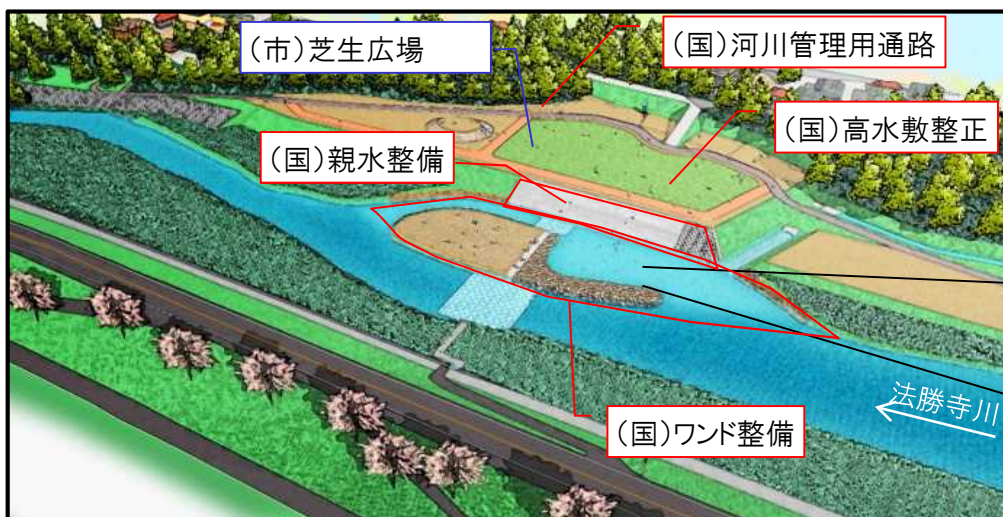 (市)芝生広場
(国)河川管理用通路
(国)高水敷整正
(国)親水整備
法勝寺川
(国)ワンド整備